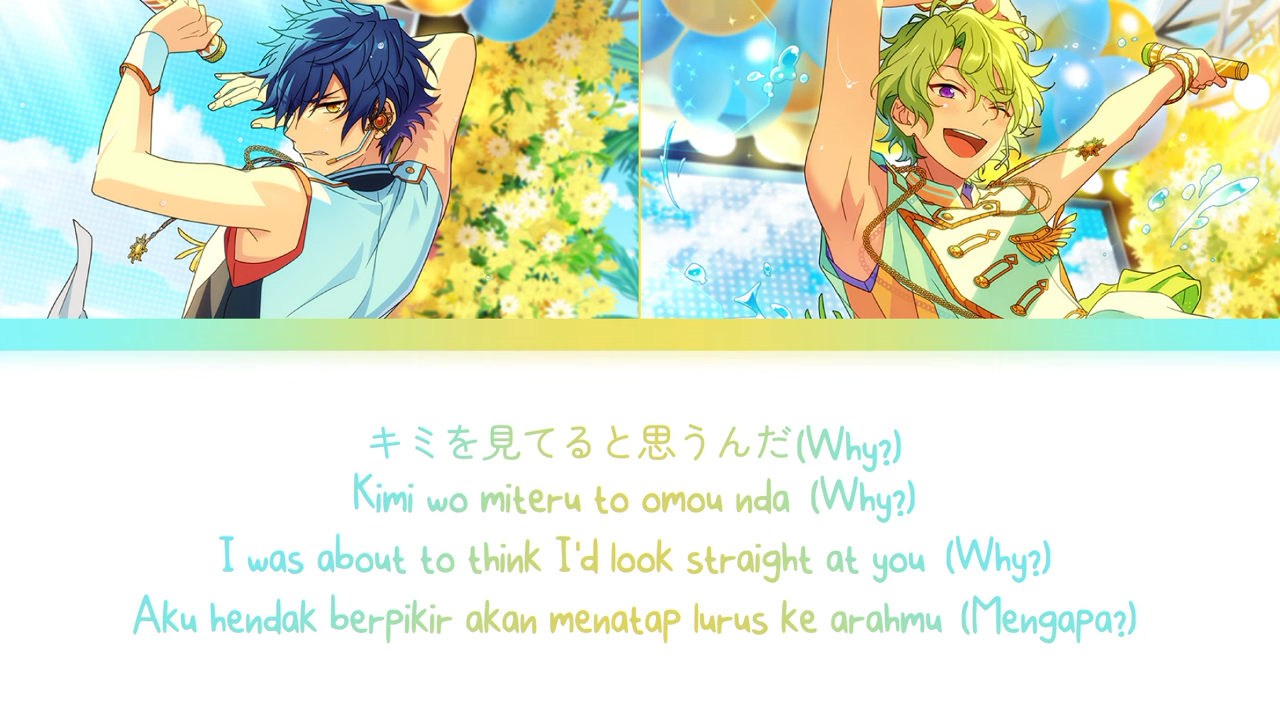 キミを見てると思うんだ(Why?)
Kimi wo miteru to omou nda (Why?)
I was about to think I'd look straight at you (Why?)
Aku hendak berpikir akan menatap lurus ke arahmu (Mengapa?)